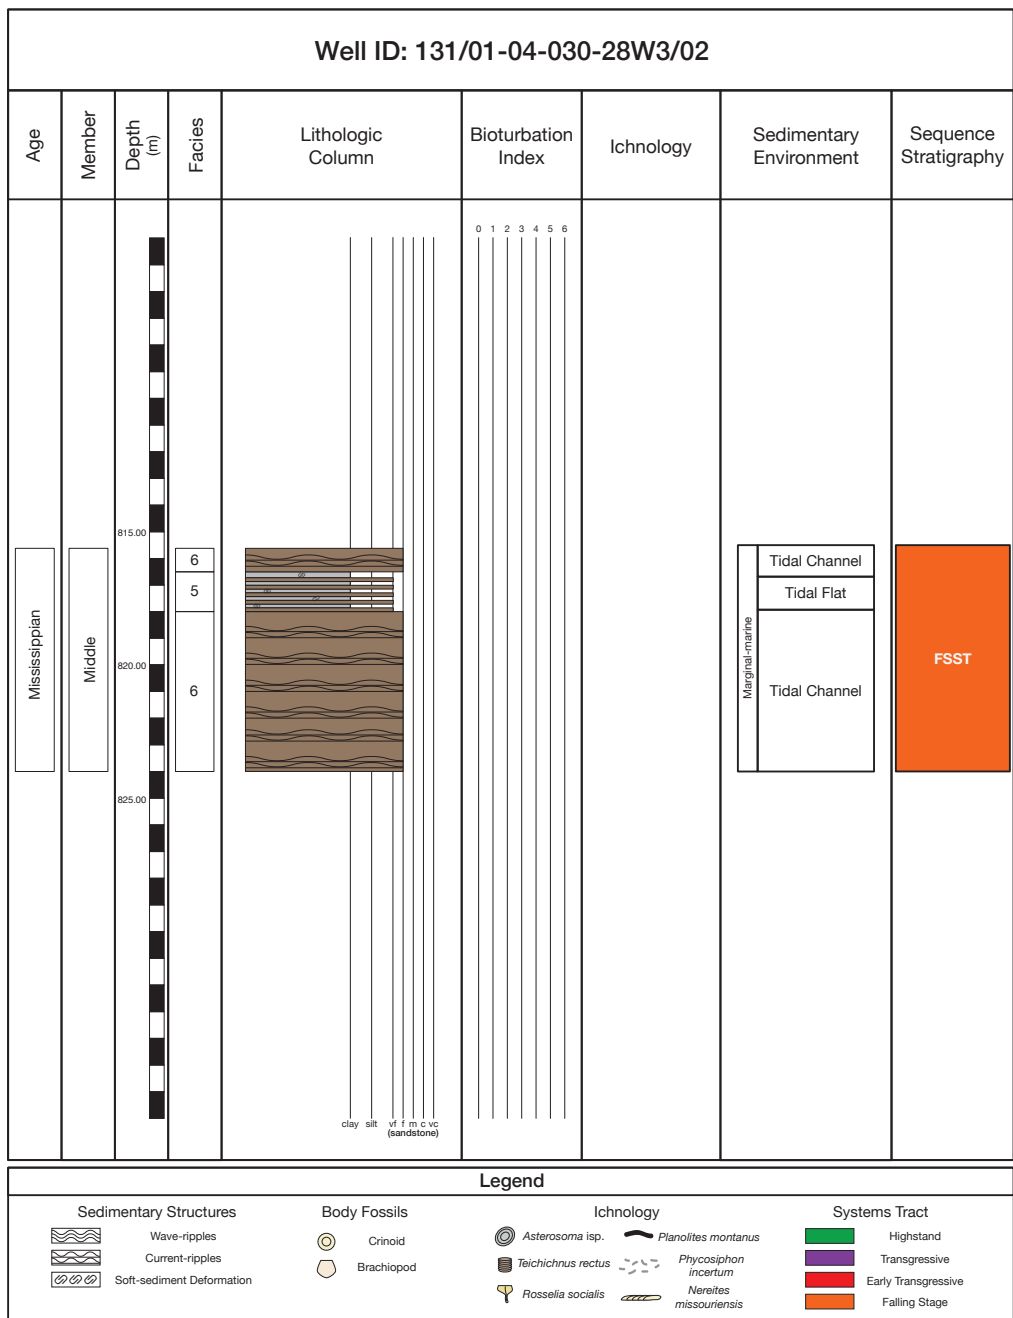 Well ID: 131/01-04-030-28W3/02
Age
Member
Depth
(m)
Facies
Lithologic
Column
Bioturbation
Index
Ichnology
Sedimentary
Environment
Sequence
Stratigraphy
0 1 2 3 4 5 6
815.00
820.00
825.00
Mississippian
Middle
6
5
6
Marginal-marine
Tidal Channel
Tidal Flat
Tidal Channel
FSST
clay silt vf f m c vc
(sandstone)
Legend
Sedimentary Structures
Wave-ripples
Current-ripples
Soft-sediment Deformation
Body Fossils
Crinoid
Brachiopod
Ichnology
Asterosoma isp.
Teichichnus rectus
Rosselia socialis
Planolites montanus
Phycosiphon
incertum
Nereites
missouriensis
Systems Tract
Highstand
Transgressive
Early Transgressive
Falling Stage